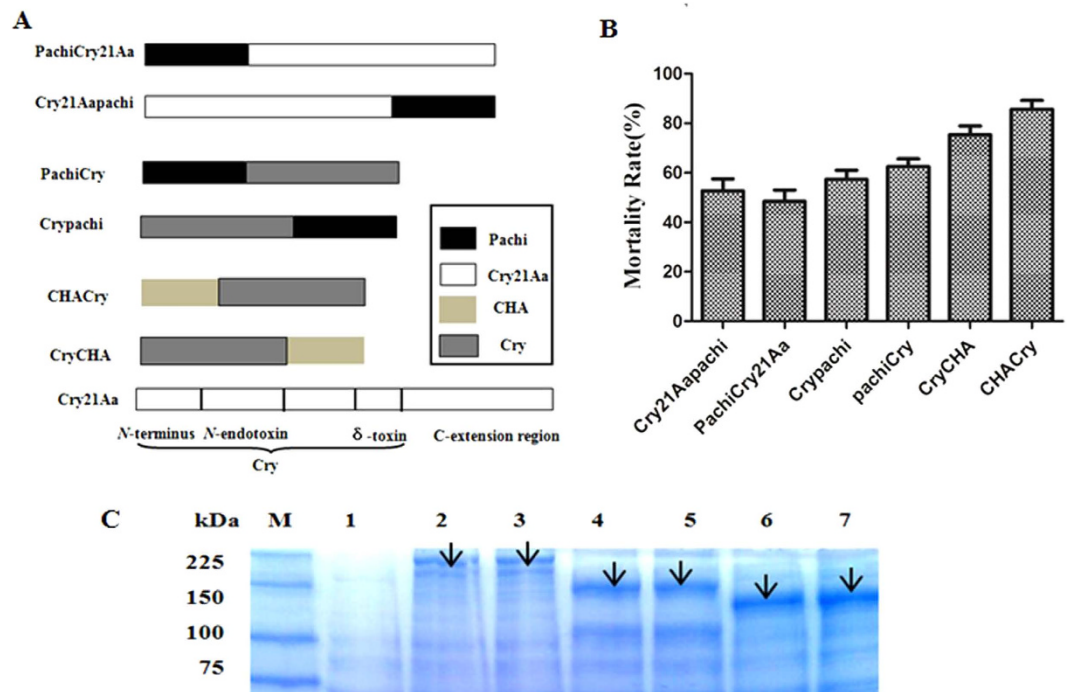 A
PachiCry21Aa
Cry21Aapachi
PachiCry
Crypachi
CHACry
CryCHA
Cry21Aa
Pachi
Cry21Aa
CHA
Cry
N-terminus N-endotoxin δ-toxin C-extension region
Cry
B
Mortality Rate(%)
100
80
60
40
20
0
Cry21Aapachi
PachiCry21Aa
Crypachi
pachiCry
CryCHA
CHACry
C kDa M 1 2 3 4 5 6 7
225
150
100
75